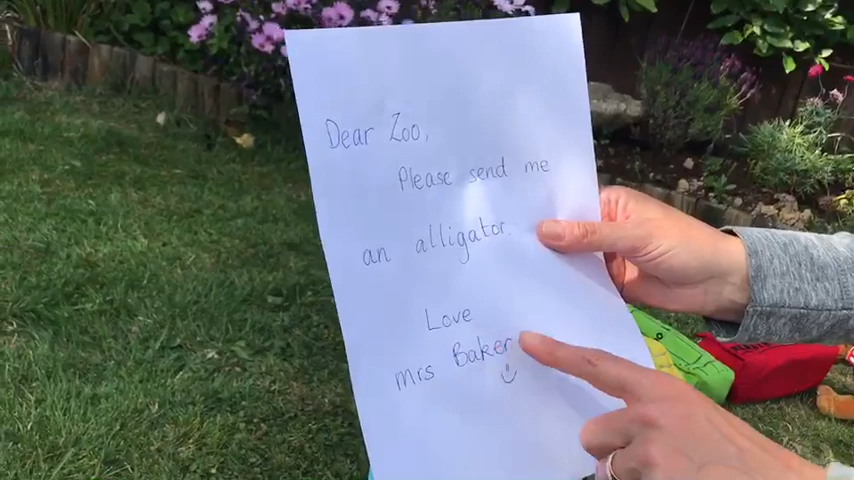 Dear Zoo,
Please send me
an alligator.
Love
Mrs Baker